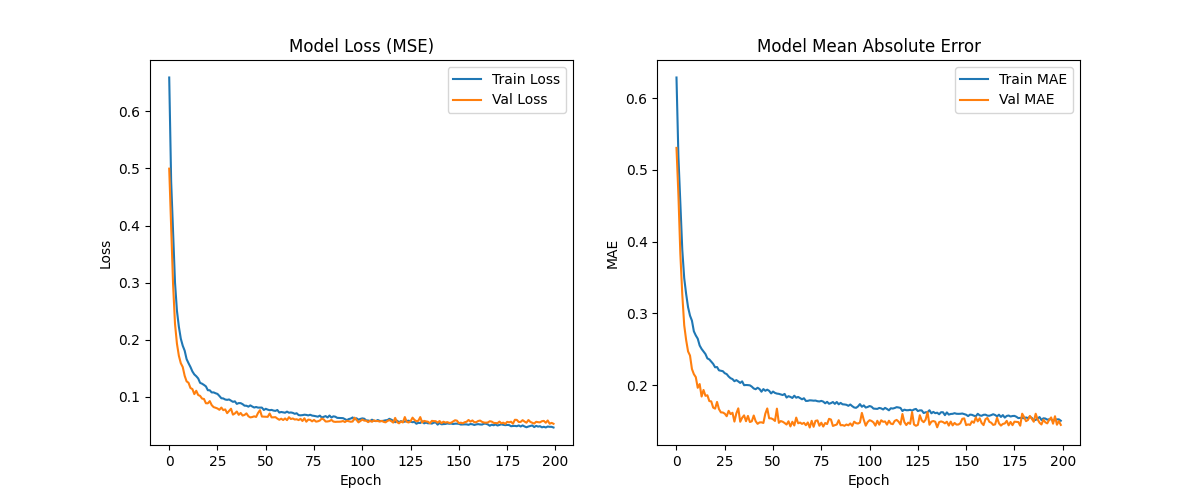 Model Loss (MSE)
Train Loss
Val Loss
0.6
0.5
0.4
0.3
0.2
0.1
Loss
0
25
50
75
100
125
150
175
200
Epoch
Model Mean Absolute Error
Train MAE
Val MAE
0.6
0.5
0.4
0.3
0.2
MAE
0
25
50
75
100
125
150
175
200
Epoch